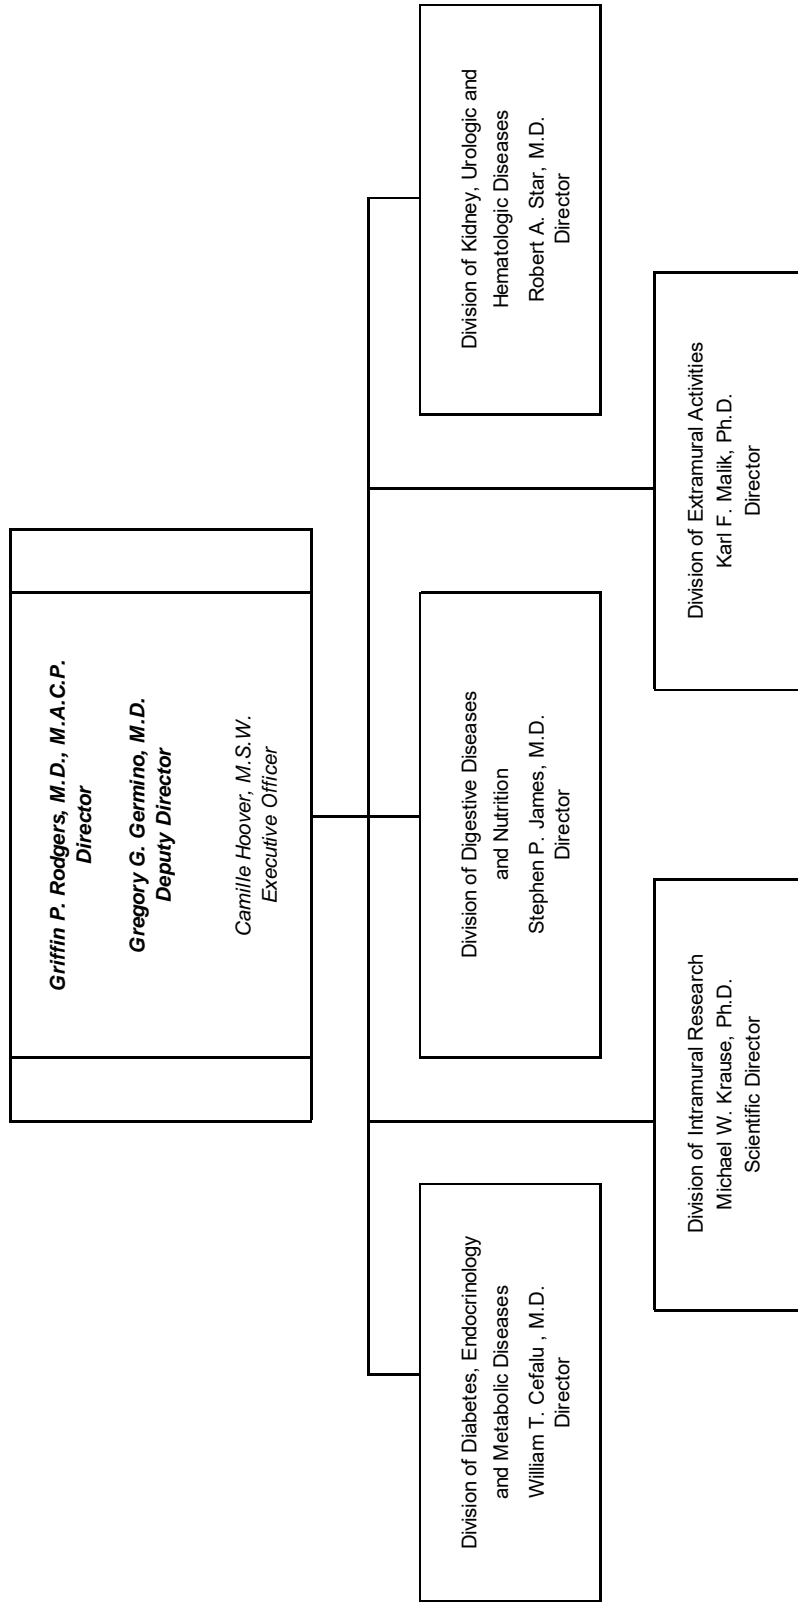 Griffin P. Rodgers, M.D., M.A.C.P.
Director
Gregory G. Germino, M.D.
Deputy Director
Camille Hoover, M.S.W.
Executive Officer
Division of Diabetes, Endocrinology
and Metabolic Diseases
William T. Cefalu , M.D.
Director
Division of Digestive Diseases
and Nutrition
Stephen P. James, M.D.
Director
Division of Kidney, Urologic and
Hematologic Diseases
Robert A. Star, M.D.
Director
Division of Intramural Research
Michael W. Krause, Ph.D.
Scientific Director
Division of Extramural Activities
Karl F. Malik, Ph.D.
Director